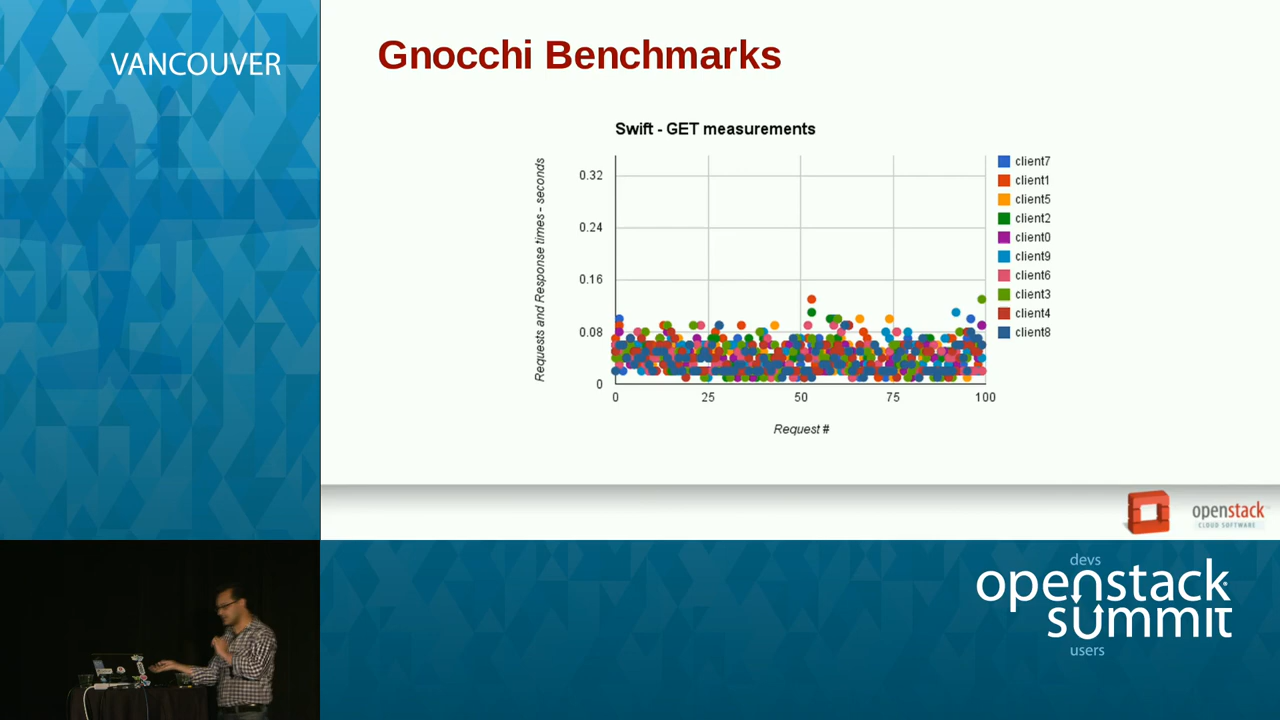 VANCOUVER
Gnocchi Benchmarks
Swift - GET measurements
Requests and Response times - seconds
0.32
0.24
0.16
0.08
0
0 25 50 75 100
Request #
client7
client1
client5
client2
client0
client9
client6
client3
client4
client8
openstack
CLOUD SOFTWARE
devs
openstack
summit
users